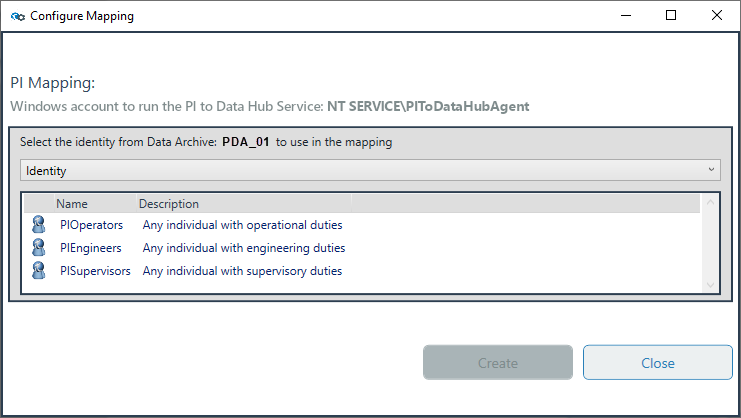 Configure Mapping
PI Mapping:
Windows account to run the PI to Data Hub Service: NT SERVICE\PIToDataHubAgent
Select the identity from Data Archive: PDA_01 to use in the mapping
Identity
Name Description
PIOperators Any individual with operational duties
PIEngineers Any individual with engineering duties
PISupervisors Any individual with supervisory duties
Create Close